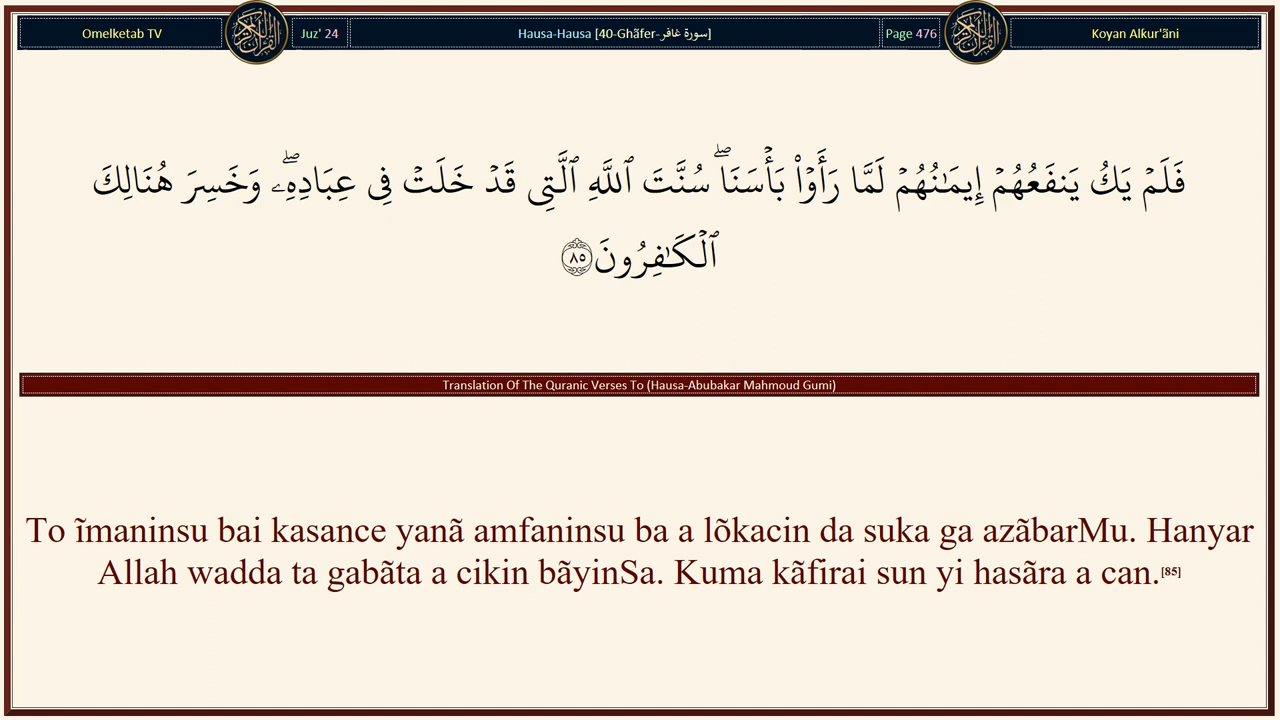 Omelketab TV
Juz' 24
Hausa-Hausa [40-Ghãfer-سورة غافر]
Page 476
Koyan Alƙur'ãni
فَلَمۡ يَكُ يَنفَعُهُمۡ إِيمَٰنُهُمۡ لَمَّا رَأَوۡاْ بَأۡسَنَاۖ سُنَّتَ ٱللَّهِ ٱلَّتِي قَدۡ خَلَتۡ فِي عِبَادِهِۦۖ وَخَسِرَ هُنَالِكَ
ٱلۡكَٰفِرُونَ ٨٥
Translation Of The Quranic Verses To (Hausa-Abubakar Mahmoud Gumi)
To ĩmaninsu bai kasance yanã amfaninsu ba a lõkacin da suka ga azãbarMu. Hanyar
Allah wadda ta gabãta a cikin bãyinSa. Kuma kãfirai sun yi hasãra a can.[85]